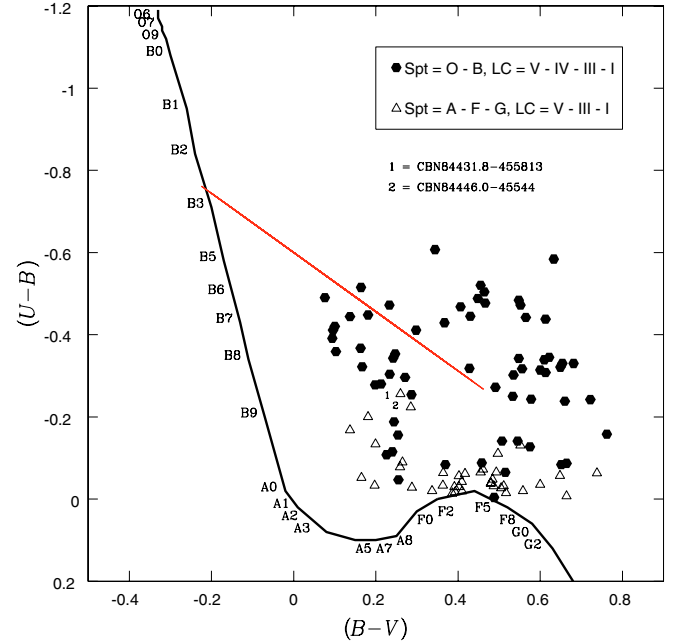 -1.2
-1
-0.8
-0.6
-0.4
-0.2
0
0.2
(U−B)
-0.4
-0.2
0
0.2
0.4
0.6
0.8
(B−V)
Spt = O - B, LC = V - IV - III - I
Spt = A - F - G, LC = V - III - I
1 = CBN84431.8-455813
2 = CBN84446.0-45544
O6
O7
O9
B0
B1
B2
B3
B5
B6
B7
B8
B9
A0
A1
A2
A3
A5
A7
A8
F0
F2
F5
F8
G0
G2
1
2